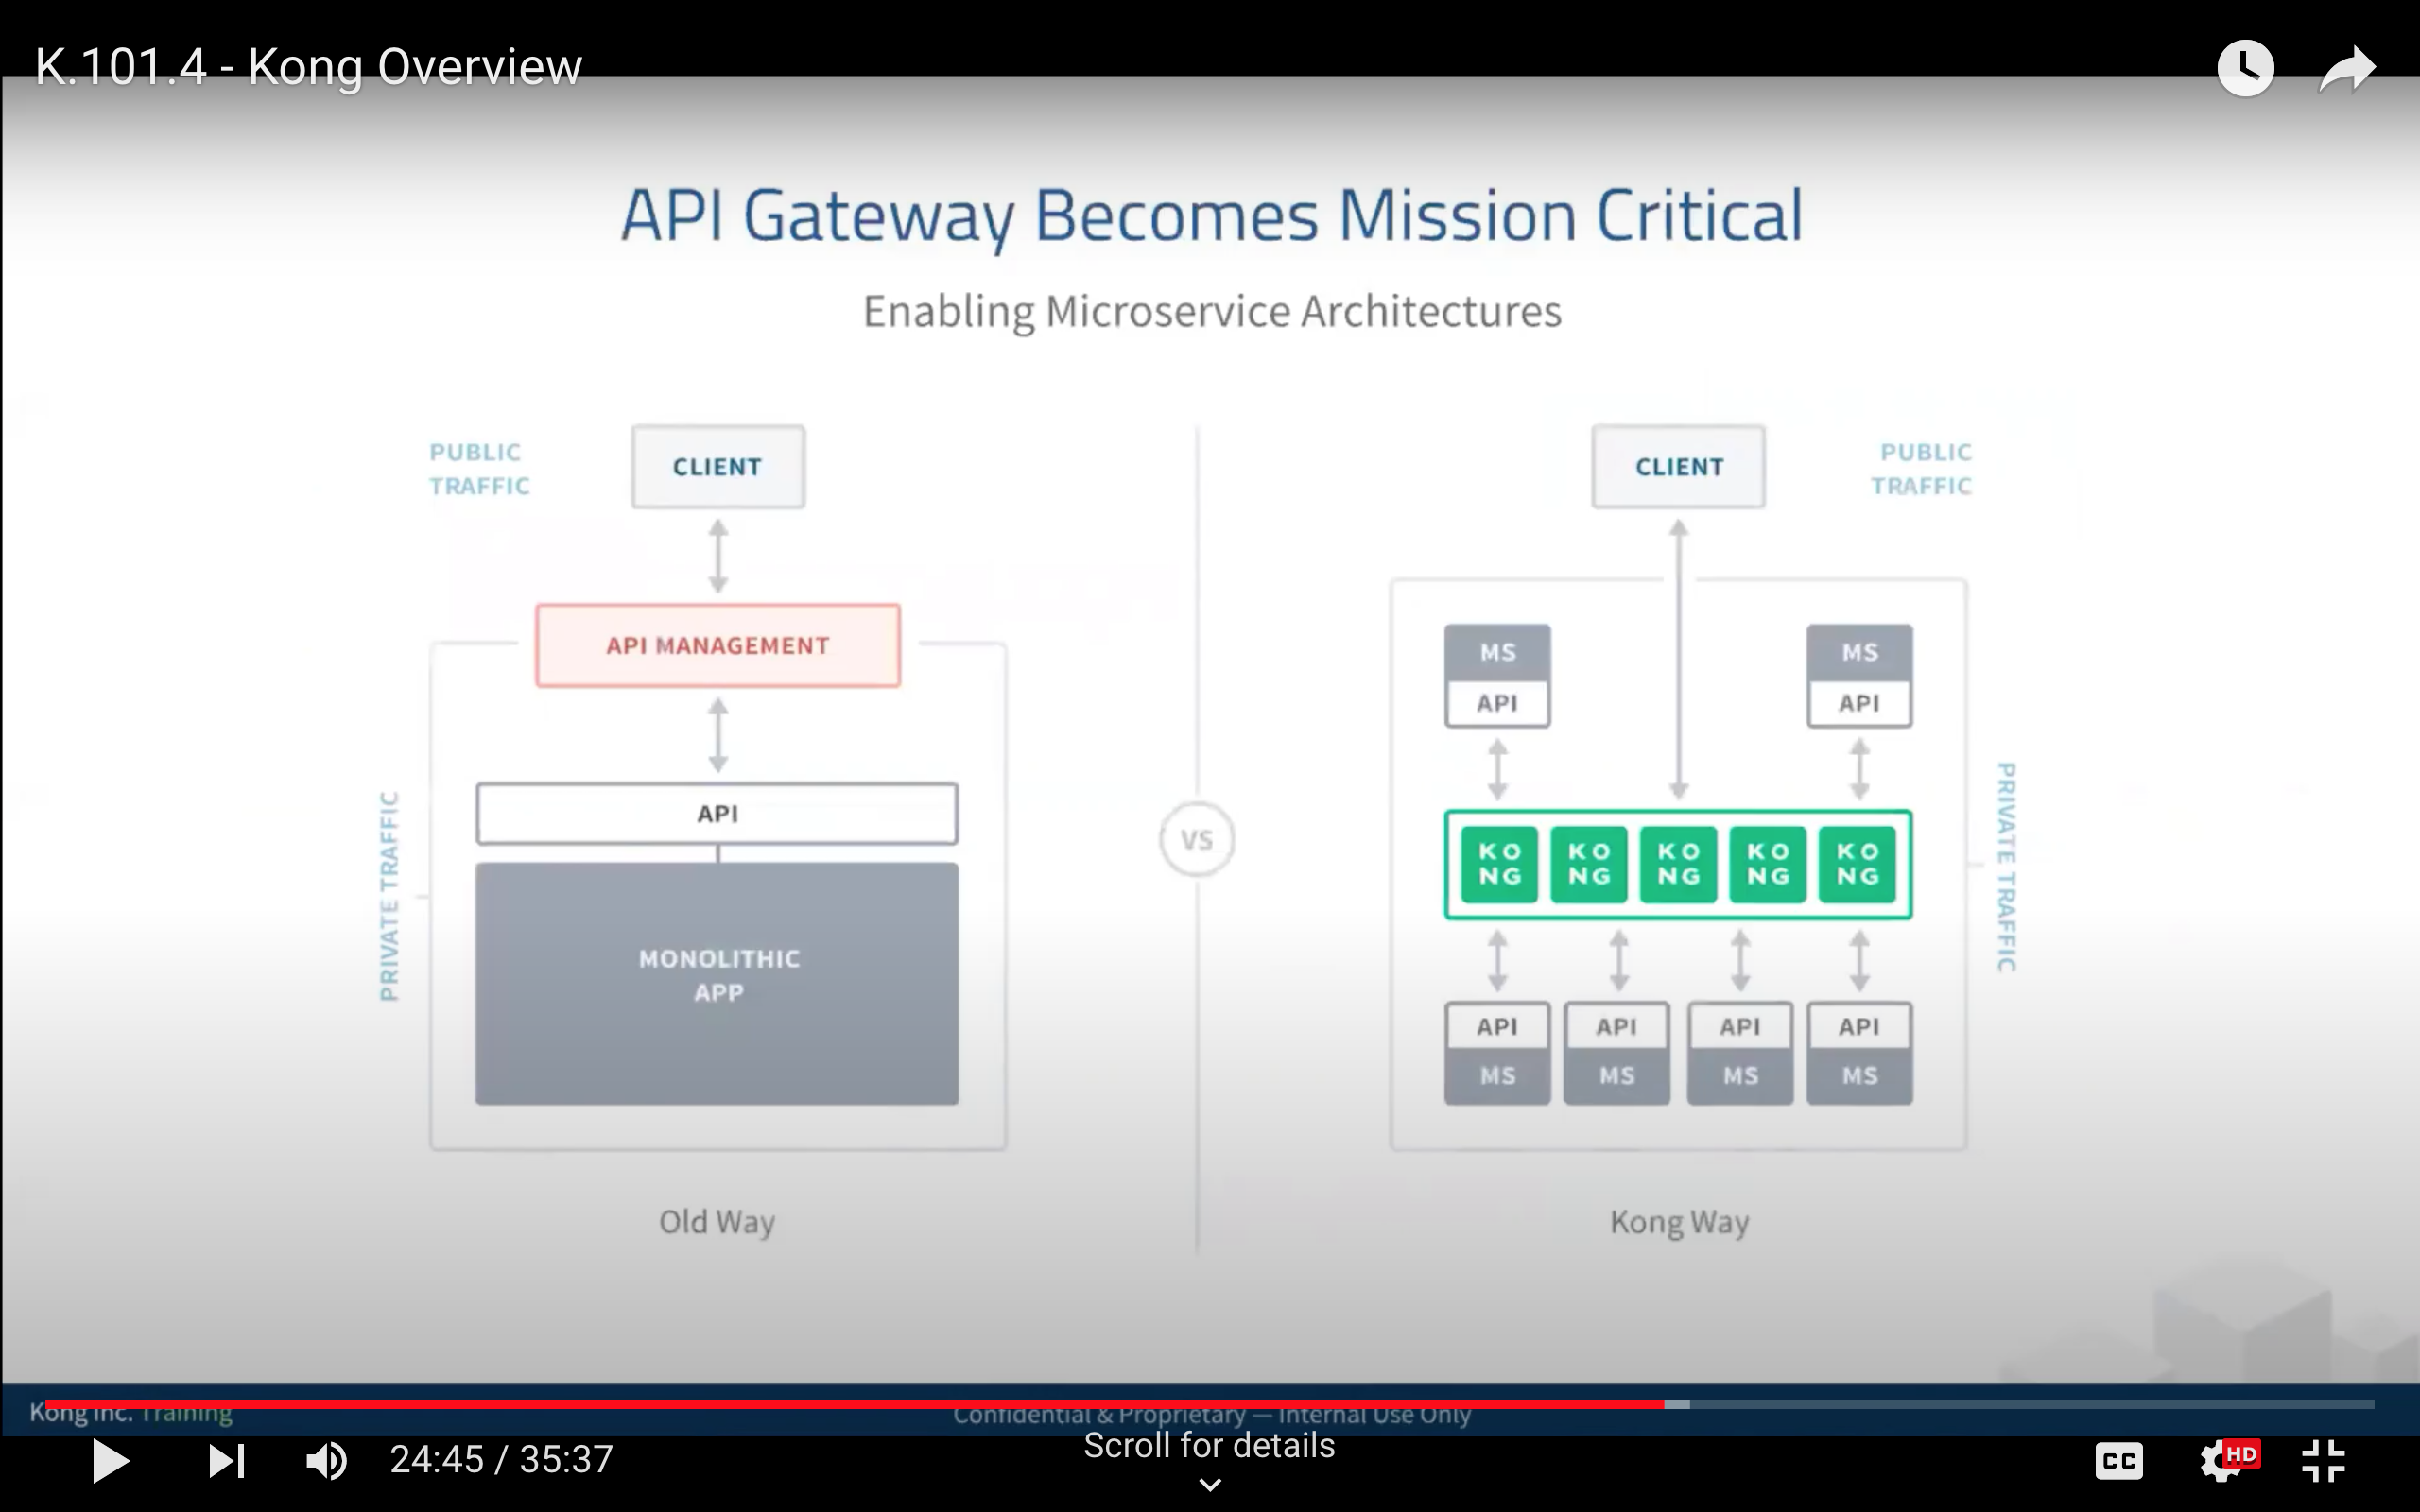 K.101.4 - Kong Overview
API Gateway Becomes Mission Critical
Enabling Microservice Architectures
PUBLIC
TRAFFIC
CLIENT
API MANAGEMENT
API
MONOLITHIC
APP
PRIVATE TRAFFIC
Old Way
VS
CLIENT
PUBLIC
TRAFFIC
MS
API
MS
API
KO
NG
KO
NG
KO
NG
KO
NG
KO
NG
API
MS
API
MS
API
MS
API
MS
PRIVATE TRAFFIC
Kong Way
Kong Inc. Training
Confidential & Proprietary — Internal Use Only
24:45 / 35:37
Scroll for details
CC
HD